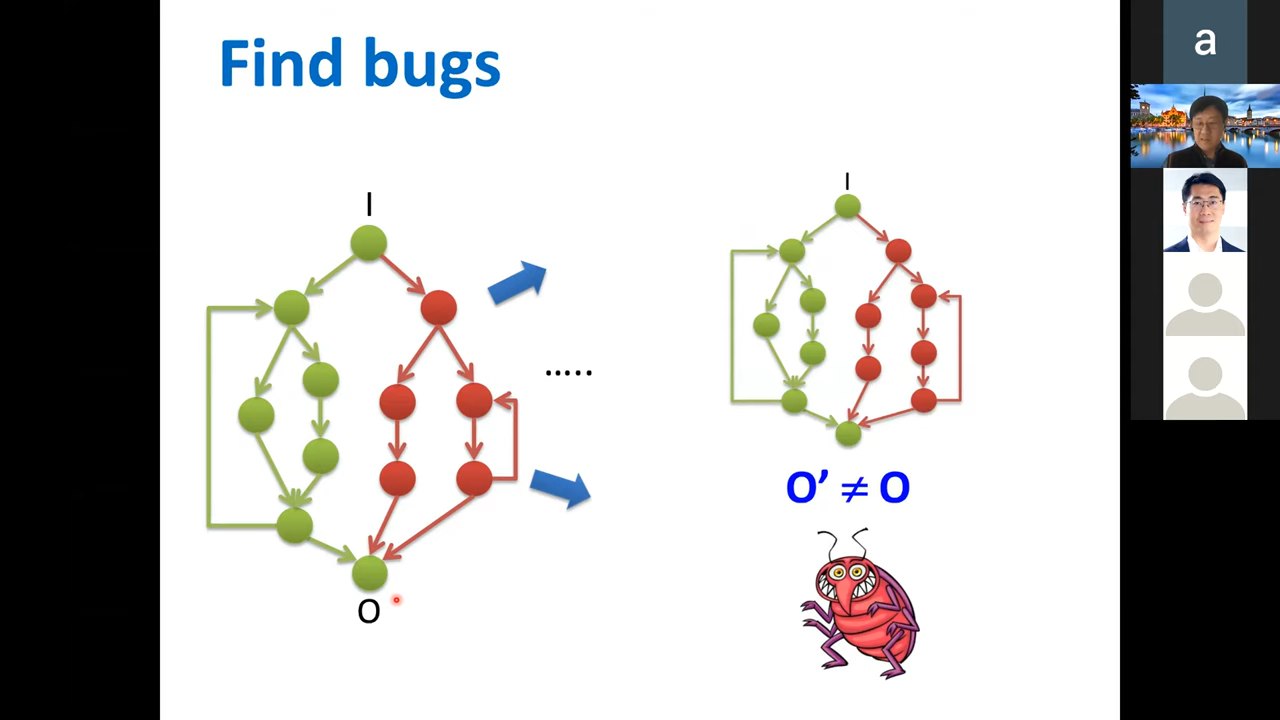 Find bugs
I
O
.....
I
O’ ≠ O
a